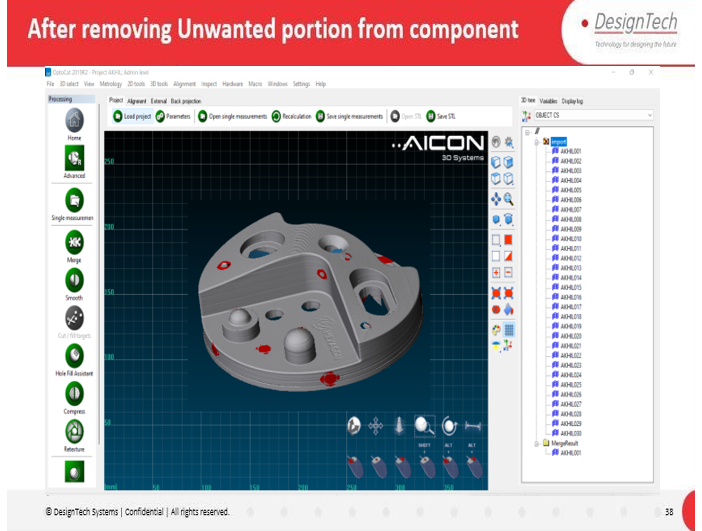 After removing Unwanted portion from component
DesignTech
Technology for designing the future
OptoCat 2019R2 - Project AKHIL; Admin level
File 3D select View Metrology 2D tools 3D tools Alignment Inspect Hardware Macro Windows Settings Help
Processing
Project Alignment External Back projection
3D tree Variables Display log
Load project Parameters Open single measurements Recalculation Save single measurements Open STL Save STL
OBJECT CS
Home
Advanced
Single measuremen
Merge
Smooth
Cut / fill targets
Hole Fill Assistant
Compress
Retexture
AICON
3D Systems
250
200
150
100
50
[mm] 50 100 150 200 250 300 350
SHIFT ALT ALT
import
AKHIL001
AKHIL002
AKHIL003
AKHIL004
AKHIL005
AKHIL006
AKHIL007
AKHIL008
AKHIL009
AKHIL010
AKHIL011
AKHIL012
AKHIL013
AKHIL014
AKHIL015
AKHIL016
AKHIL017
AKHIL018
AKHIL019
AKHIL020
AKHIL021
AKHIL022
AKHIL023
AKHIL024
AKHIL025
AKHIL026
AKHIL027
AKHIL028
AKHIL029
AKHIL030
MergeResult
AKHIL001
© DesignTech Systems | Confidential | All rights reserved.
38